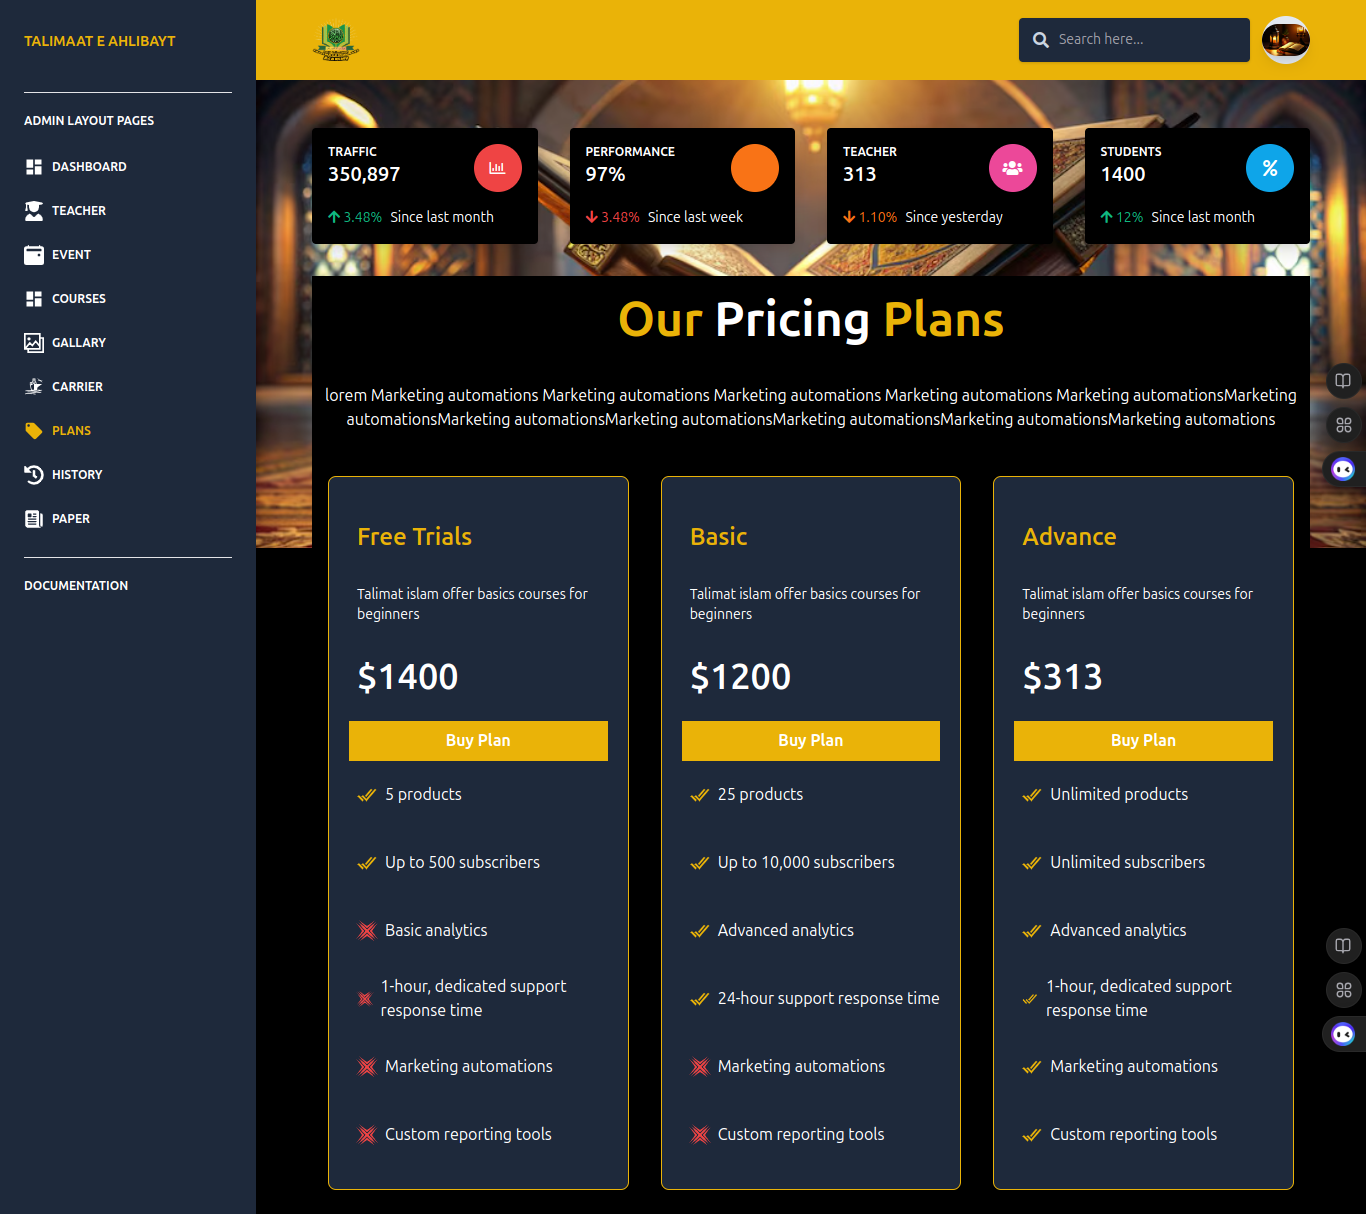 TALIMAAT E AHLIBAYT
ADMIN LAYOUT PAGES
DASHBOARD
TEACHER
EVENT
COURSES
GALLARY
CARRIER
PLANS
HISTORY
PAPER
DOCUMENTATION
Search here...
TRAFFIC
350,897
3.48% Since last month
PERFORMANCE
97%
3.48% Since last week
TEACHER
313
1.10% Since yesterday
STUDENTS
1400
12% Since last month
Our Pricing Plans
lorem Marketing automations Marketing automations Marketing automations Marketing automations Marketing automationsMarketing
automationsMarketing automationsMarketing automationsMarketing automationsMarketing automationsMarketing automations
Free Trials
Talimat islam offer basics courses for
beginners
$1400
Buy Plan
5 products
Up to 500 subscribers
Basic analytics
1-hour, dedicated support
response time
Marketing automations
Custom reporting tools
Basic
Talimat islam offer basics courses for
beginners
$1200
Buy Plan
25 products
Up to 10,000 subscribers
Advanced analytics
24-hour support response time
Marketing automations
Custom reporting tools
Advance
Talimat islam offer basics courses for
beginners
$313
Buy Plan
Unlimited products
Unlimited subscribers
Advanced analytics
1-hour, dedicated support
response time
Marketing automations
Custom reporting tools